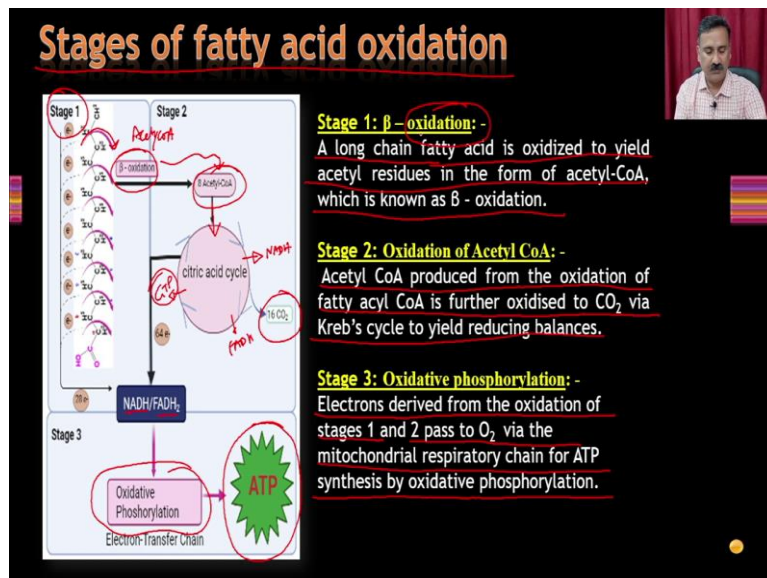 Stages of fatty acid oxidation
Stage 1
Stage 2
AcetycoA
β - oxidation
8 Acetyl-CoA
citric acid cycle
NADH
GTP
16 CO₂
FADH
64 e-
28 e-
HO
O
NADH/FADH₂
Stage 3
Oxidative
Phoshorylation
ATP
Electron-Transfer Chain
Stage 1: β – oxidation: -
A long chain fatty acid is oxidized to yield
acetyl residues in the form of acetyl-CoA,
which is known as β - oxidation.
Stage 2: Oxidation of Acetyl CoA: -
Acetyl CoA produced from the oxidation of
fatty acyl CoA is further oxidised to CO₂ via
Kreb's cycle to yield reducing balances.
Stage 3: Oxidative phosphorylation: -
Electrons derived from the oxidation of
stages 1 and 2 pass to O₂ via the
mitochondrial respiratory chain for ATP
synthesis by oxidative phosphorylation.